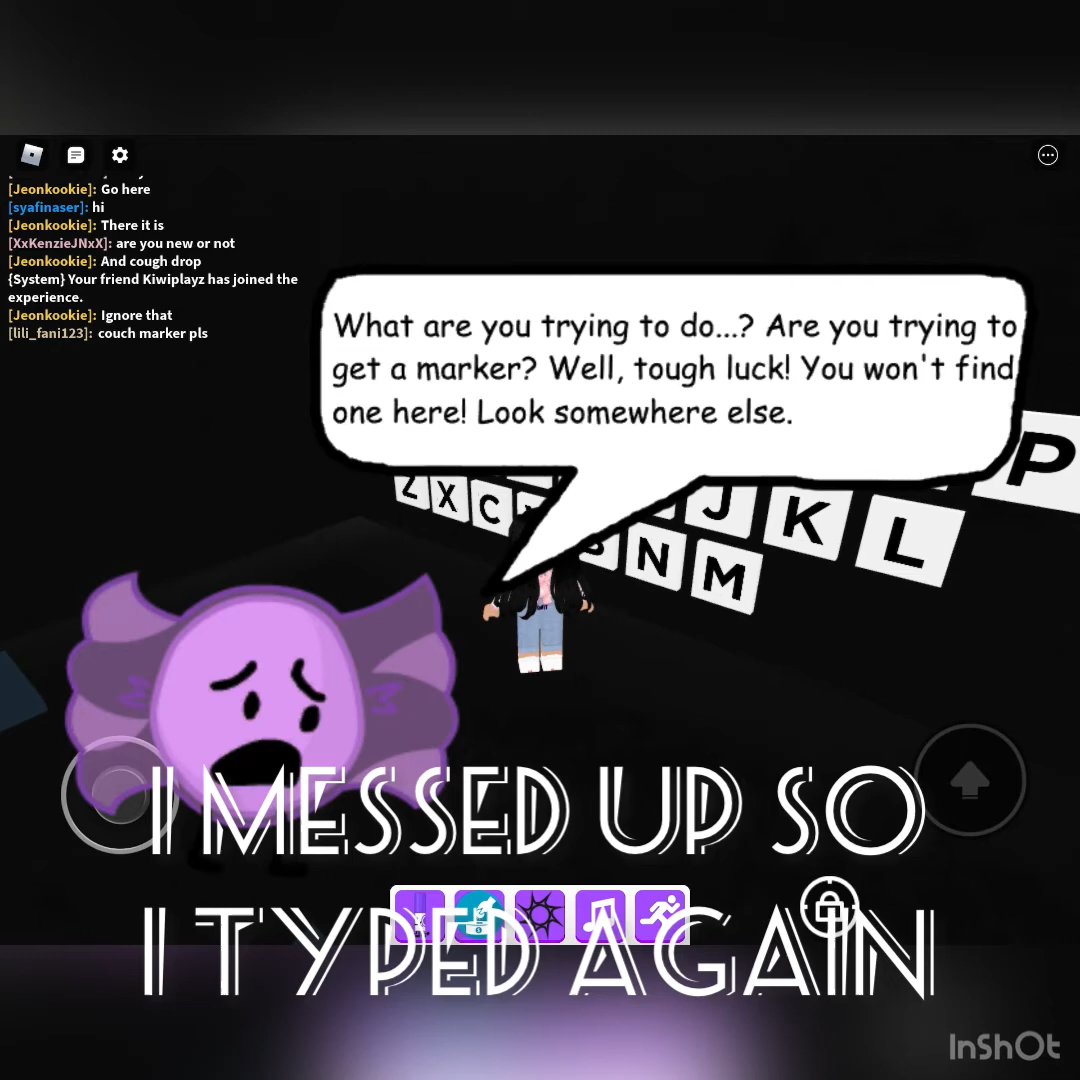 [Jeonkookie]: Go here
[syafinaser]: hi
[Jeonkookie]: There it is
[XxKenzieJNxX]: are you new or not
[Jeonkookie]: And cough drop
{System} Your friend Kiwiplayz has joined the
experience.
[Jeonkookie]: Ignore that
[lili_fani123]: couch marker pls
What are you trying to do...? Are you trying to
get a marker? Well, tough luck! You won't find
one here! Look somewhere else.
P
J K L
Z X C
N M
I MESSED UP SO
I TYPED AGAIN
InShOt